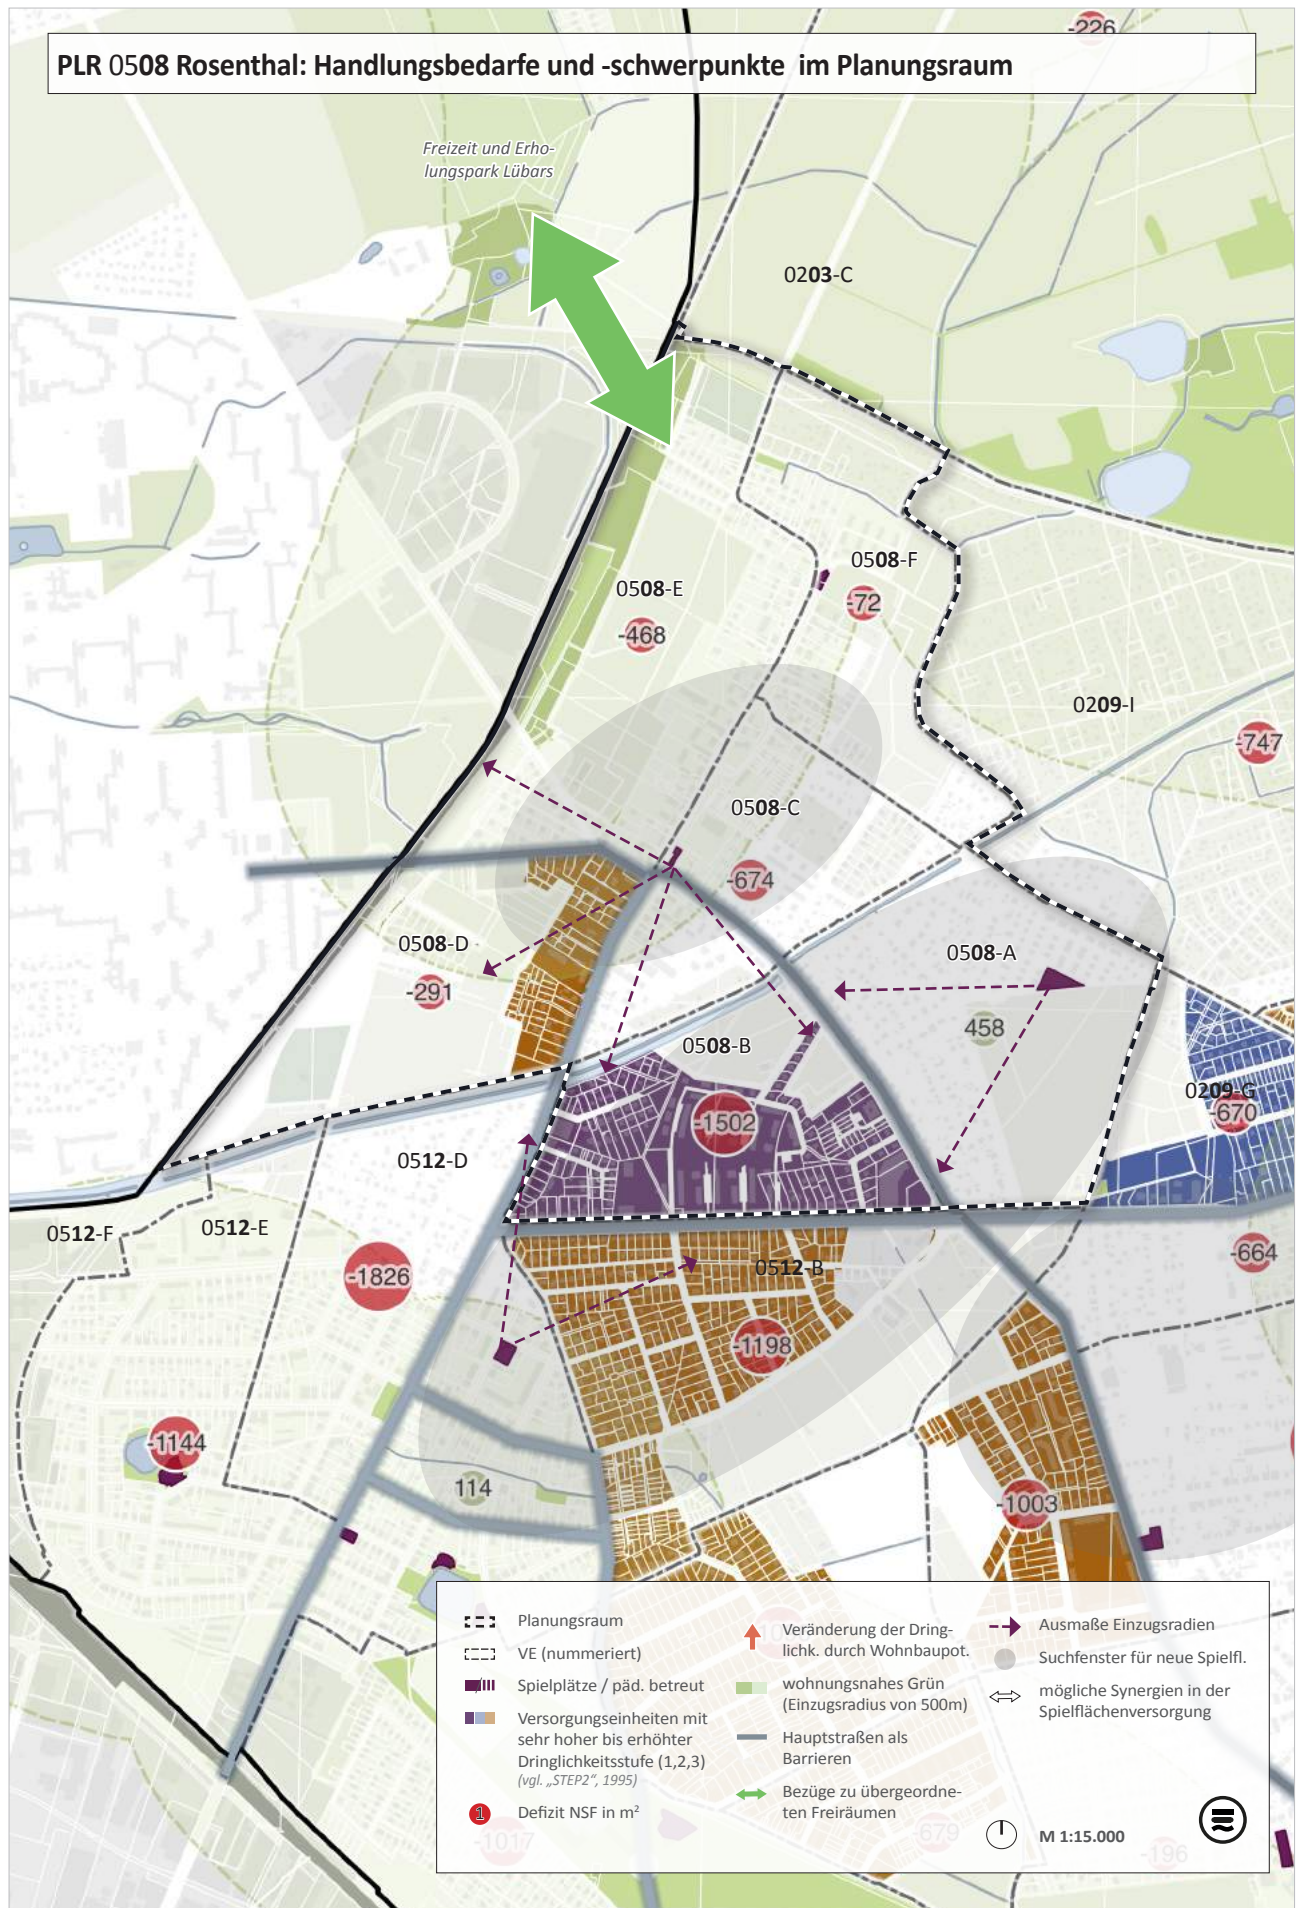 -226
PLR 0508 Rosenthal: Handlungsbedarfe und -schwerpunkte im Planungsraum
Freizeit und Erho-
lungspark Lübars
0203-C
0508-F
-72
0508-E
-468
0209-I
-747
0508-C
-674
0508-D
-291
0508-A
458
0508-B
-1502
0209-G
-670
0512-D
0512-F
0512-E
-1826
0512-B
-664
-1198
-1144
114
-1003
Planungsraum
VE (nummeriert)
Spielplätze / päd. betreut
Versorgungseinheiten mit
sehr hoher bis erhöhter
Dringlichkeitsstufe (1,2,3)
(vgl. „STEP2“, 1995)
1
Defizit NSF in m²
Veränderung der Dring-
lichk. durch Wohnbaupot.
wohnungsnahes Grün
(Einzugsradius von 500m)
Hauptstraßen als
Barrieren
Bezüge zu übergeordne-
ten Freiräumen
Ausmaße Einzugsradien
Suchfenster für neue Spielfl.
mögliche Synergien in der
Spielflächenversorgung
M 1:15.000
-1017
-679
-196